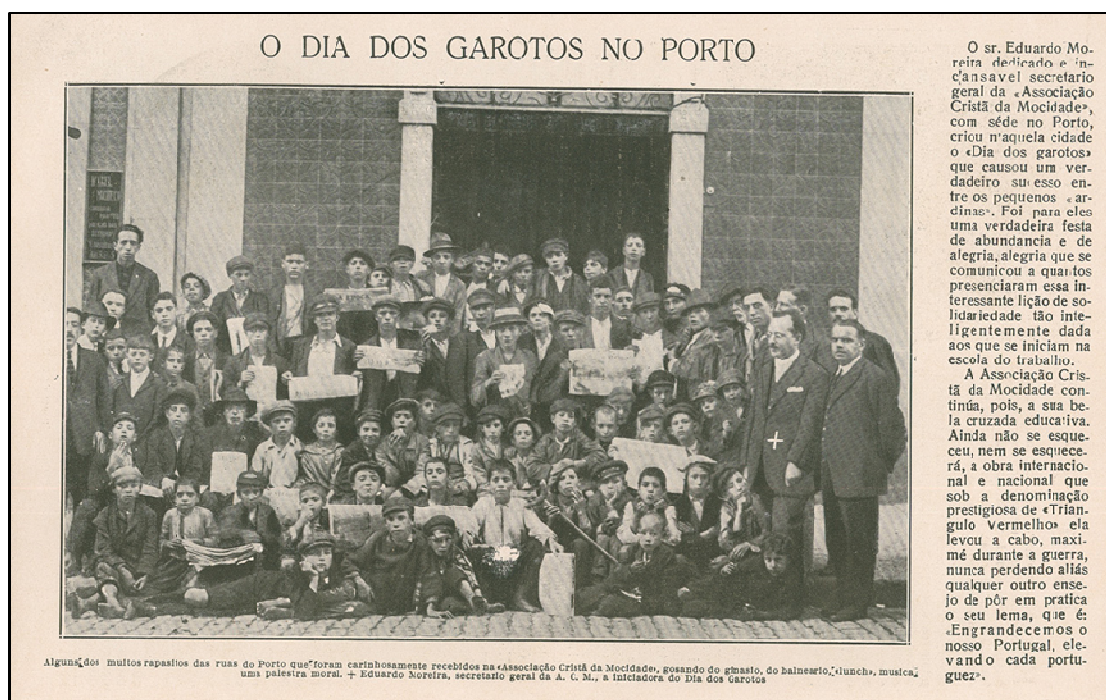 O DIA DOS GAROTOS NO PORTO
O sr. Eduardo Mo-
reira dedicado e in-
cansavel secretario
geral da «Associação
Cristã da Mocidade»,
com séde no Porto,
criou n'aquela cidade
o «Dia dos garotos»
que causou um ver-
dadeiro su esso en-
tre os pequenos «ar-
dinas». Foi para eles
uma verdadeira festa
de abundancia e de
alegria, alegria que se
comunicou a quantos
presenciaram essa in-
teressante lição de so-
lidariedade tão inte-
ligentemente dada
aos que se iniciam na
escola do trabalho.
A Associação Cris-
tã da Mocidade con-
tinúa, pois, a sua be-
la cruzada educativa.
Ainda não se esque-
ceu, nem se esquece-
rá, a obra internacio-
nal e nacional que
sob a denominação
prestigiosa de «Trian-
gulo Vermelho» ela
levou a cabo, maxi-
mé durante a guerra,
nunca perdendo aliás
qualquer outro ense-
jo de pôr em pratica
o seu lema, que é:
«Engrandecemos o
nosso Portugal, ele-
vando cada portu-
guez».
Alguns dos muitos rapasitos das ruas do Porto que foram carinhosamente recebidos na «Associação Cristã da Mocidade», gosando do ginasio, do balneario, «lunch», musica,
uma palestra moral. + Eduardo Moreira, secretario geral da A. C. M., a iniciadora do Dia dos Garotos